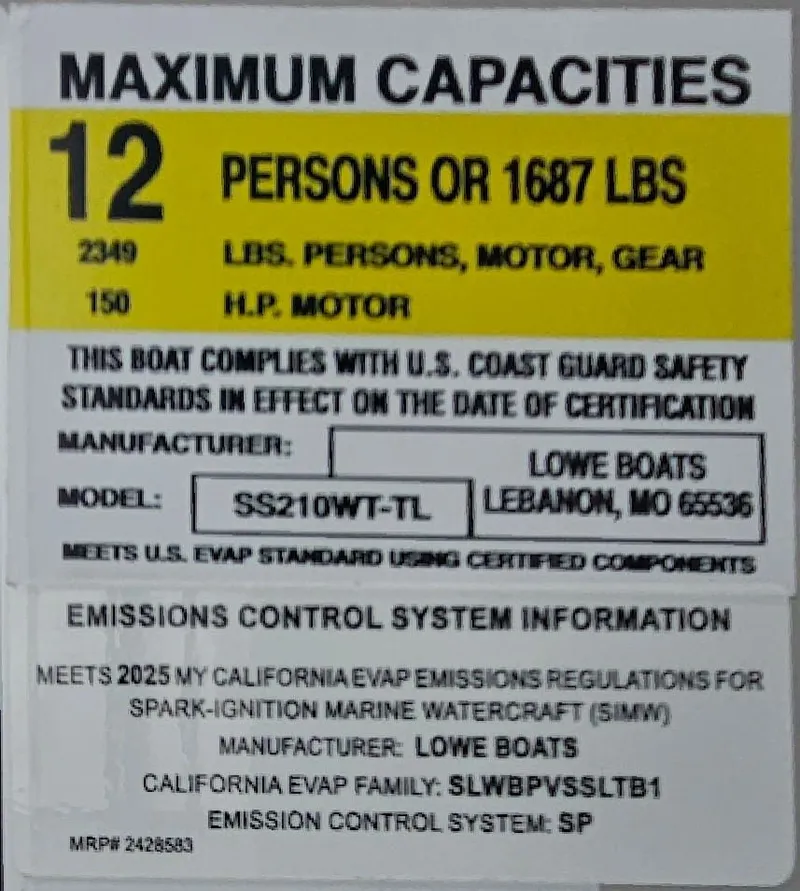 MAXIMUM CAPACITIES
12 PERSONS OR 1687 LBS
2349 LBS. PERSONS, MOTOR, GEAR
150 H.P. MOTOR
THIS BOAT COMPLIES WITH U.S. COAST GUARD SAFETY
STANDARDS IN EFFECT ON THE DATE OF CERTIFICATION
MANUFACTURER: LOWE BOATS
MODEL: SS210WT-TL LEBANON, MO 65536
MEETS U.S. EVAP STANDARD USING CERTIFIED COMPONENTS
EMISSIONS CONTROL SYSTEM INFORMATION
MEETS 2025 MY CALIFORNIA EVAP EMISSIONS REGULATIONS FOR
SPARK-IGNITION MARINE WATERCRAFT (SIMW)
MANUFACTURER: LOWE BOATS
CALIFORNIA EVAP FAMILY: SLWBPVSSLTB1
EMISSION CONTROL SYSTEM: SP
MRP# 2428583